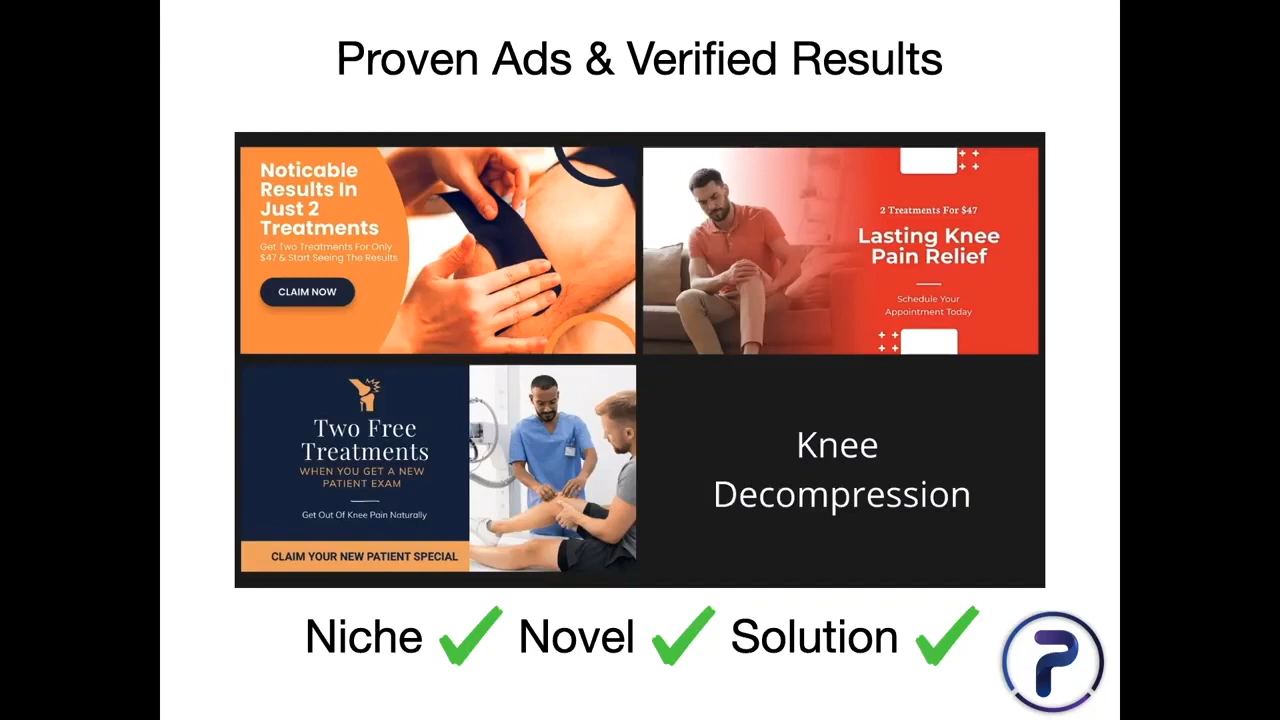 Proven Ads & Verified Results
Noticable
Results In
Just 2
Treatments
Get Two Treatments For Only
$47 & Start Seeing The Results
CLAIM NOW
2 Treatments For $47
Lasting Knee
Pain Relief
Schedule Your
Appointment Today
Two Free
Treatments
WHEN YOU GET A NEW
PATIENT EXAM
Get Out Of Knee Pain Naturally
CLAIM YOUR NEW PATIENT SPECIAL
Knee
Decompression
Niche Novel Solution
P